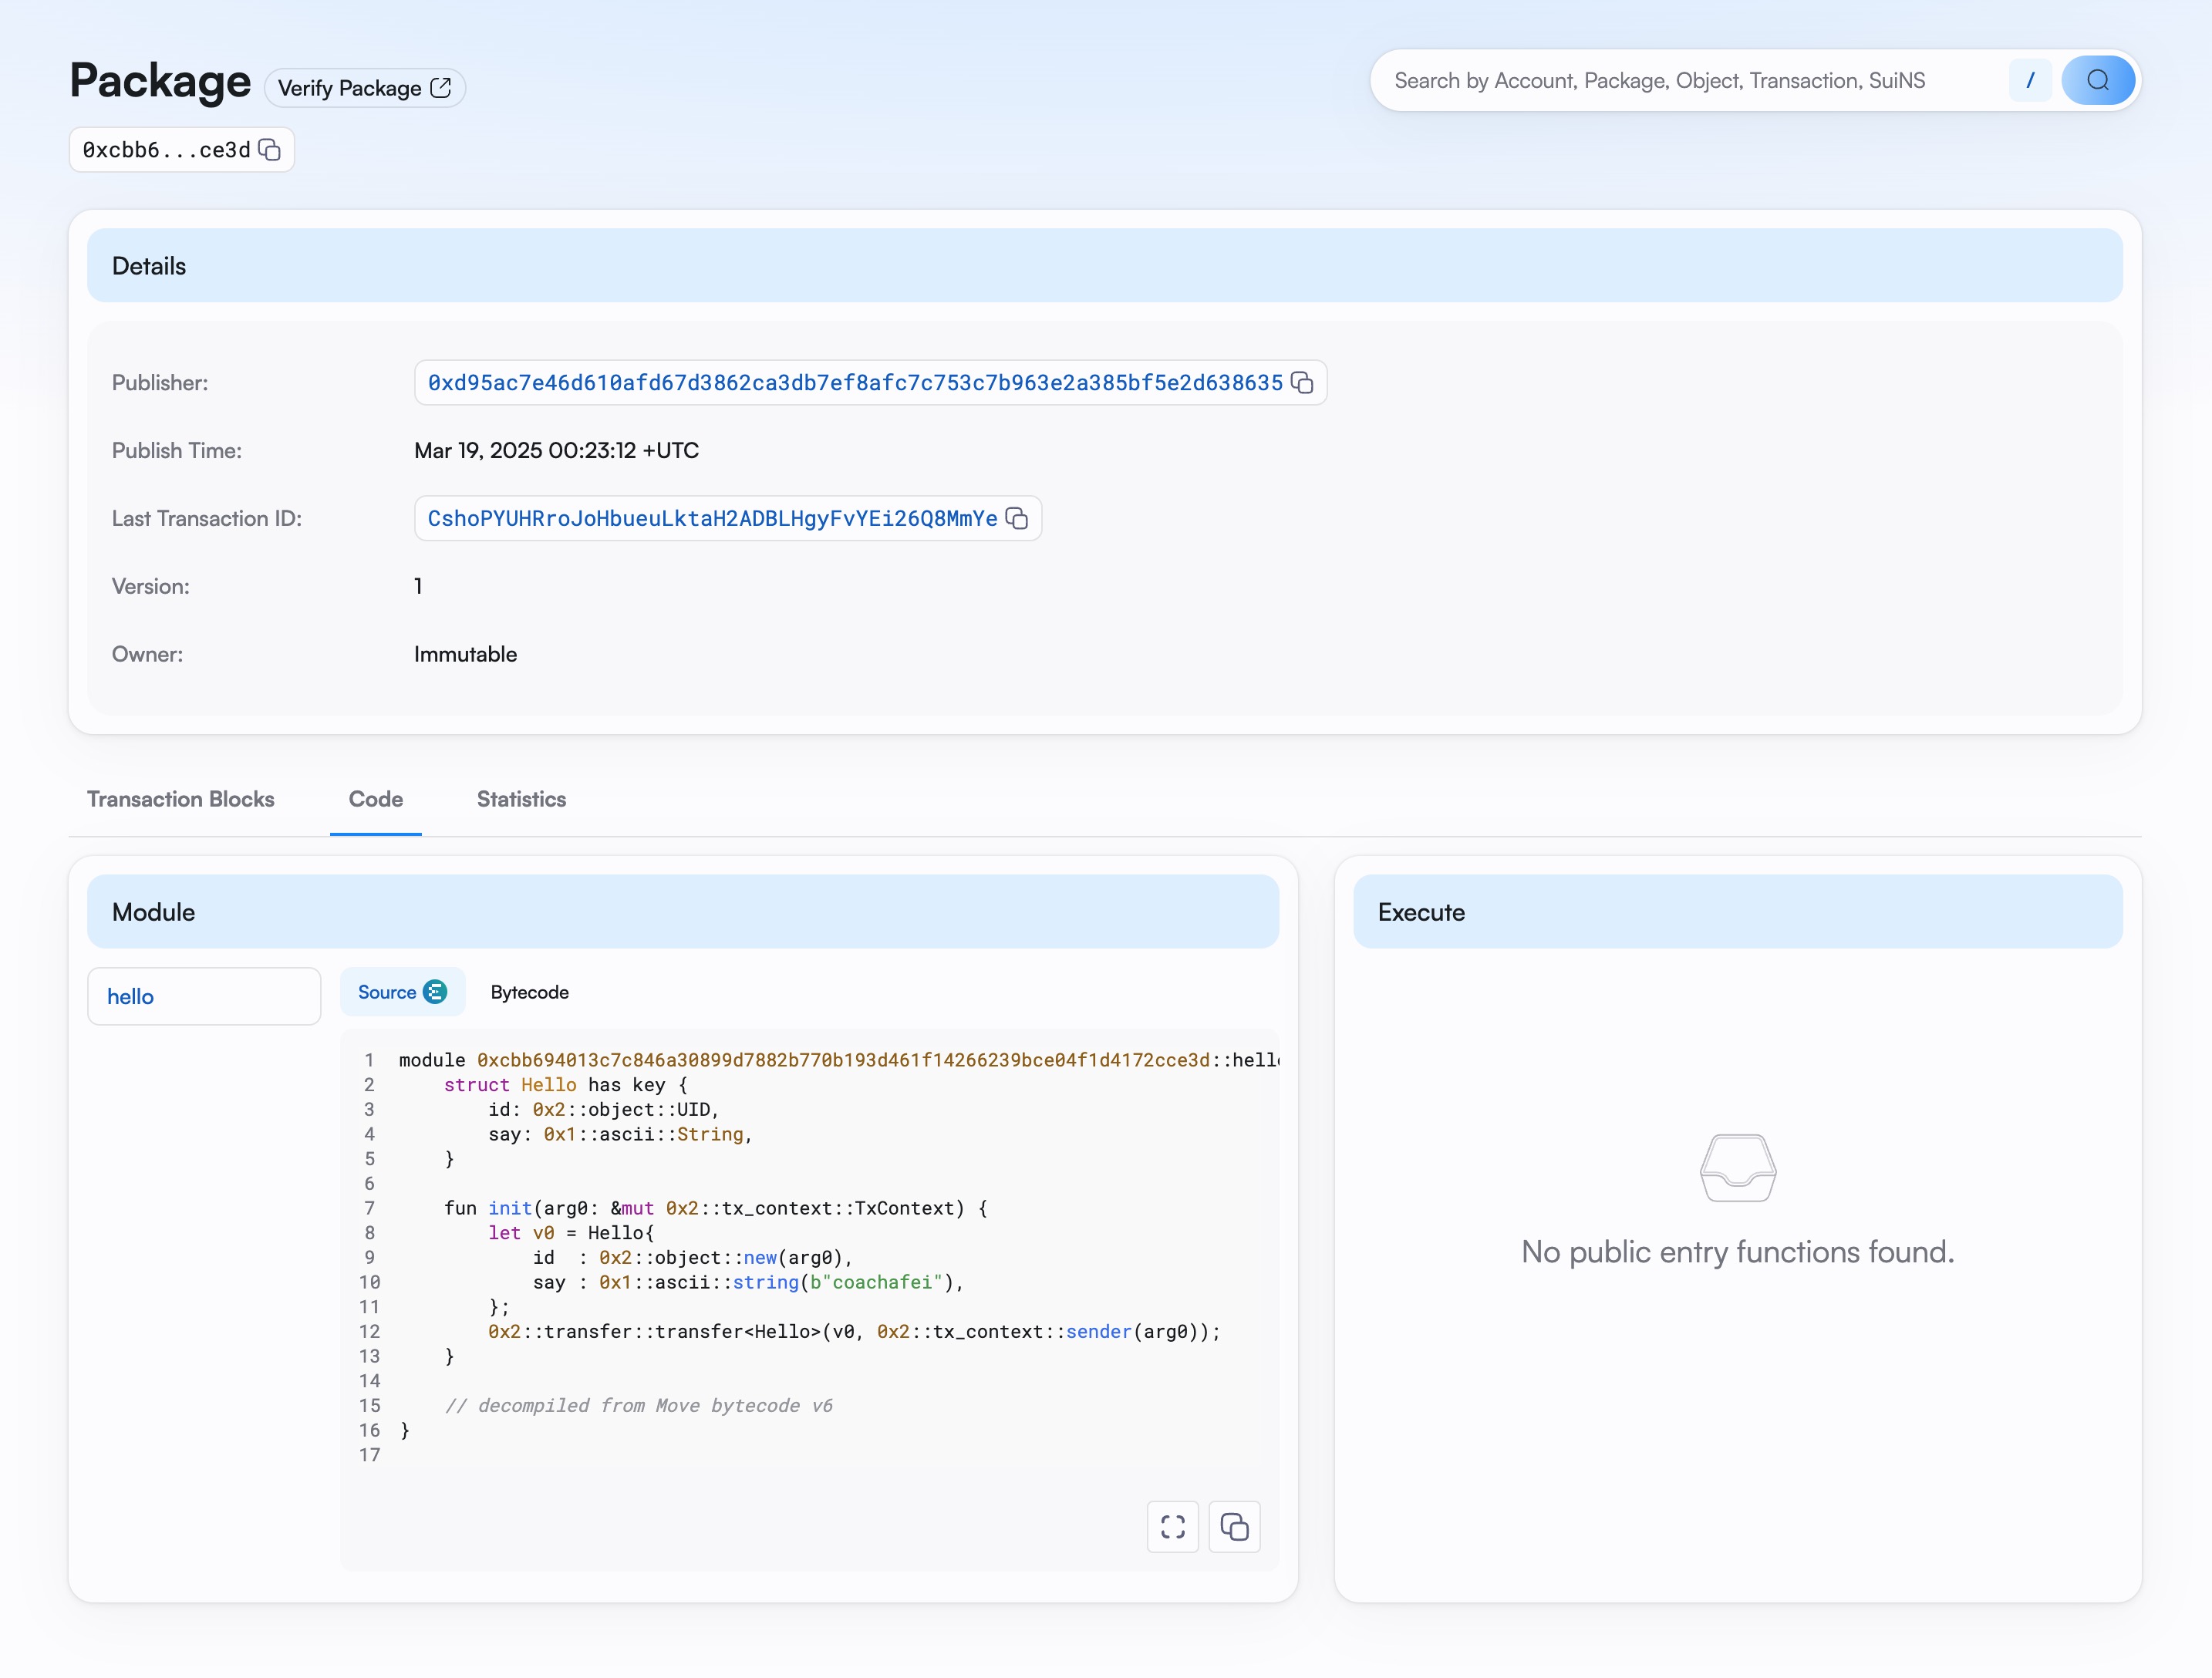 Package
Verify Package
Search by Account, Package, Object, Transaction, SuiNS
/
0xcbb6...ce3d
Details
Publisher:
0xd95ac7e46d610afd67d3862ca3db7ef8afc7c753c7b963e2a385bf5e2d638635
Publish Time:
Mar 19, 2025 00:23:12 +UTC
Last Transaction ID:
CshoPYUHRroJoHbueuLktaH2ADBLHgyFvYEi26Q8MmYe
Version:
1
Owner:
Immutable
Transaction Blocks
Code
Statistics
Module
hello
Source
Bytecode
1 module 0xcbb694013c7c846a30899d7882b770b193d461f14266239bce04f1d4172cce3d::hello
2     struct Hello has key {
3         id: 0x2::object::UID,
4         say: 0x1::ascii::String,
5     }
6
7     fun init(arg0: &mut 0x2::tx_context::TxContext) {
8         let v0 = Hello{
9             id  : 0x2::object::new(arg0),
10             say : 0x1::ascii::string(b"coachafei"),
11         };
12         0x2::transfer::transfer<Hello>(v0, 0x2::tx_context::sender(arg0));
13     }
14
15     // decompiled from Move bytecode v6
16 }
17
Execute
No public entry functions found.